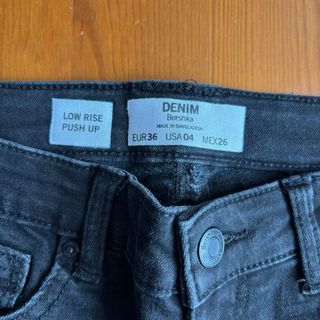 LOW RISE
PUSH UP
DENIM
Bershka
MADE IN BANGLADESH
EUR36 USA04 MEX26